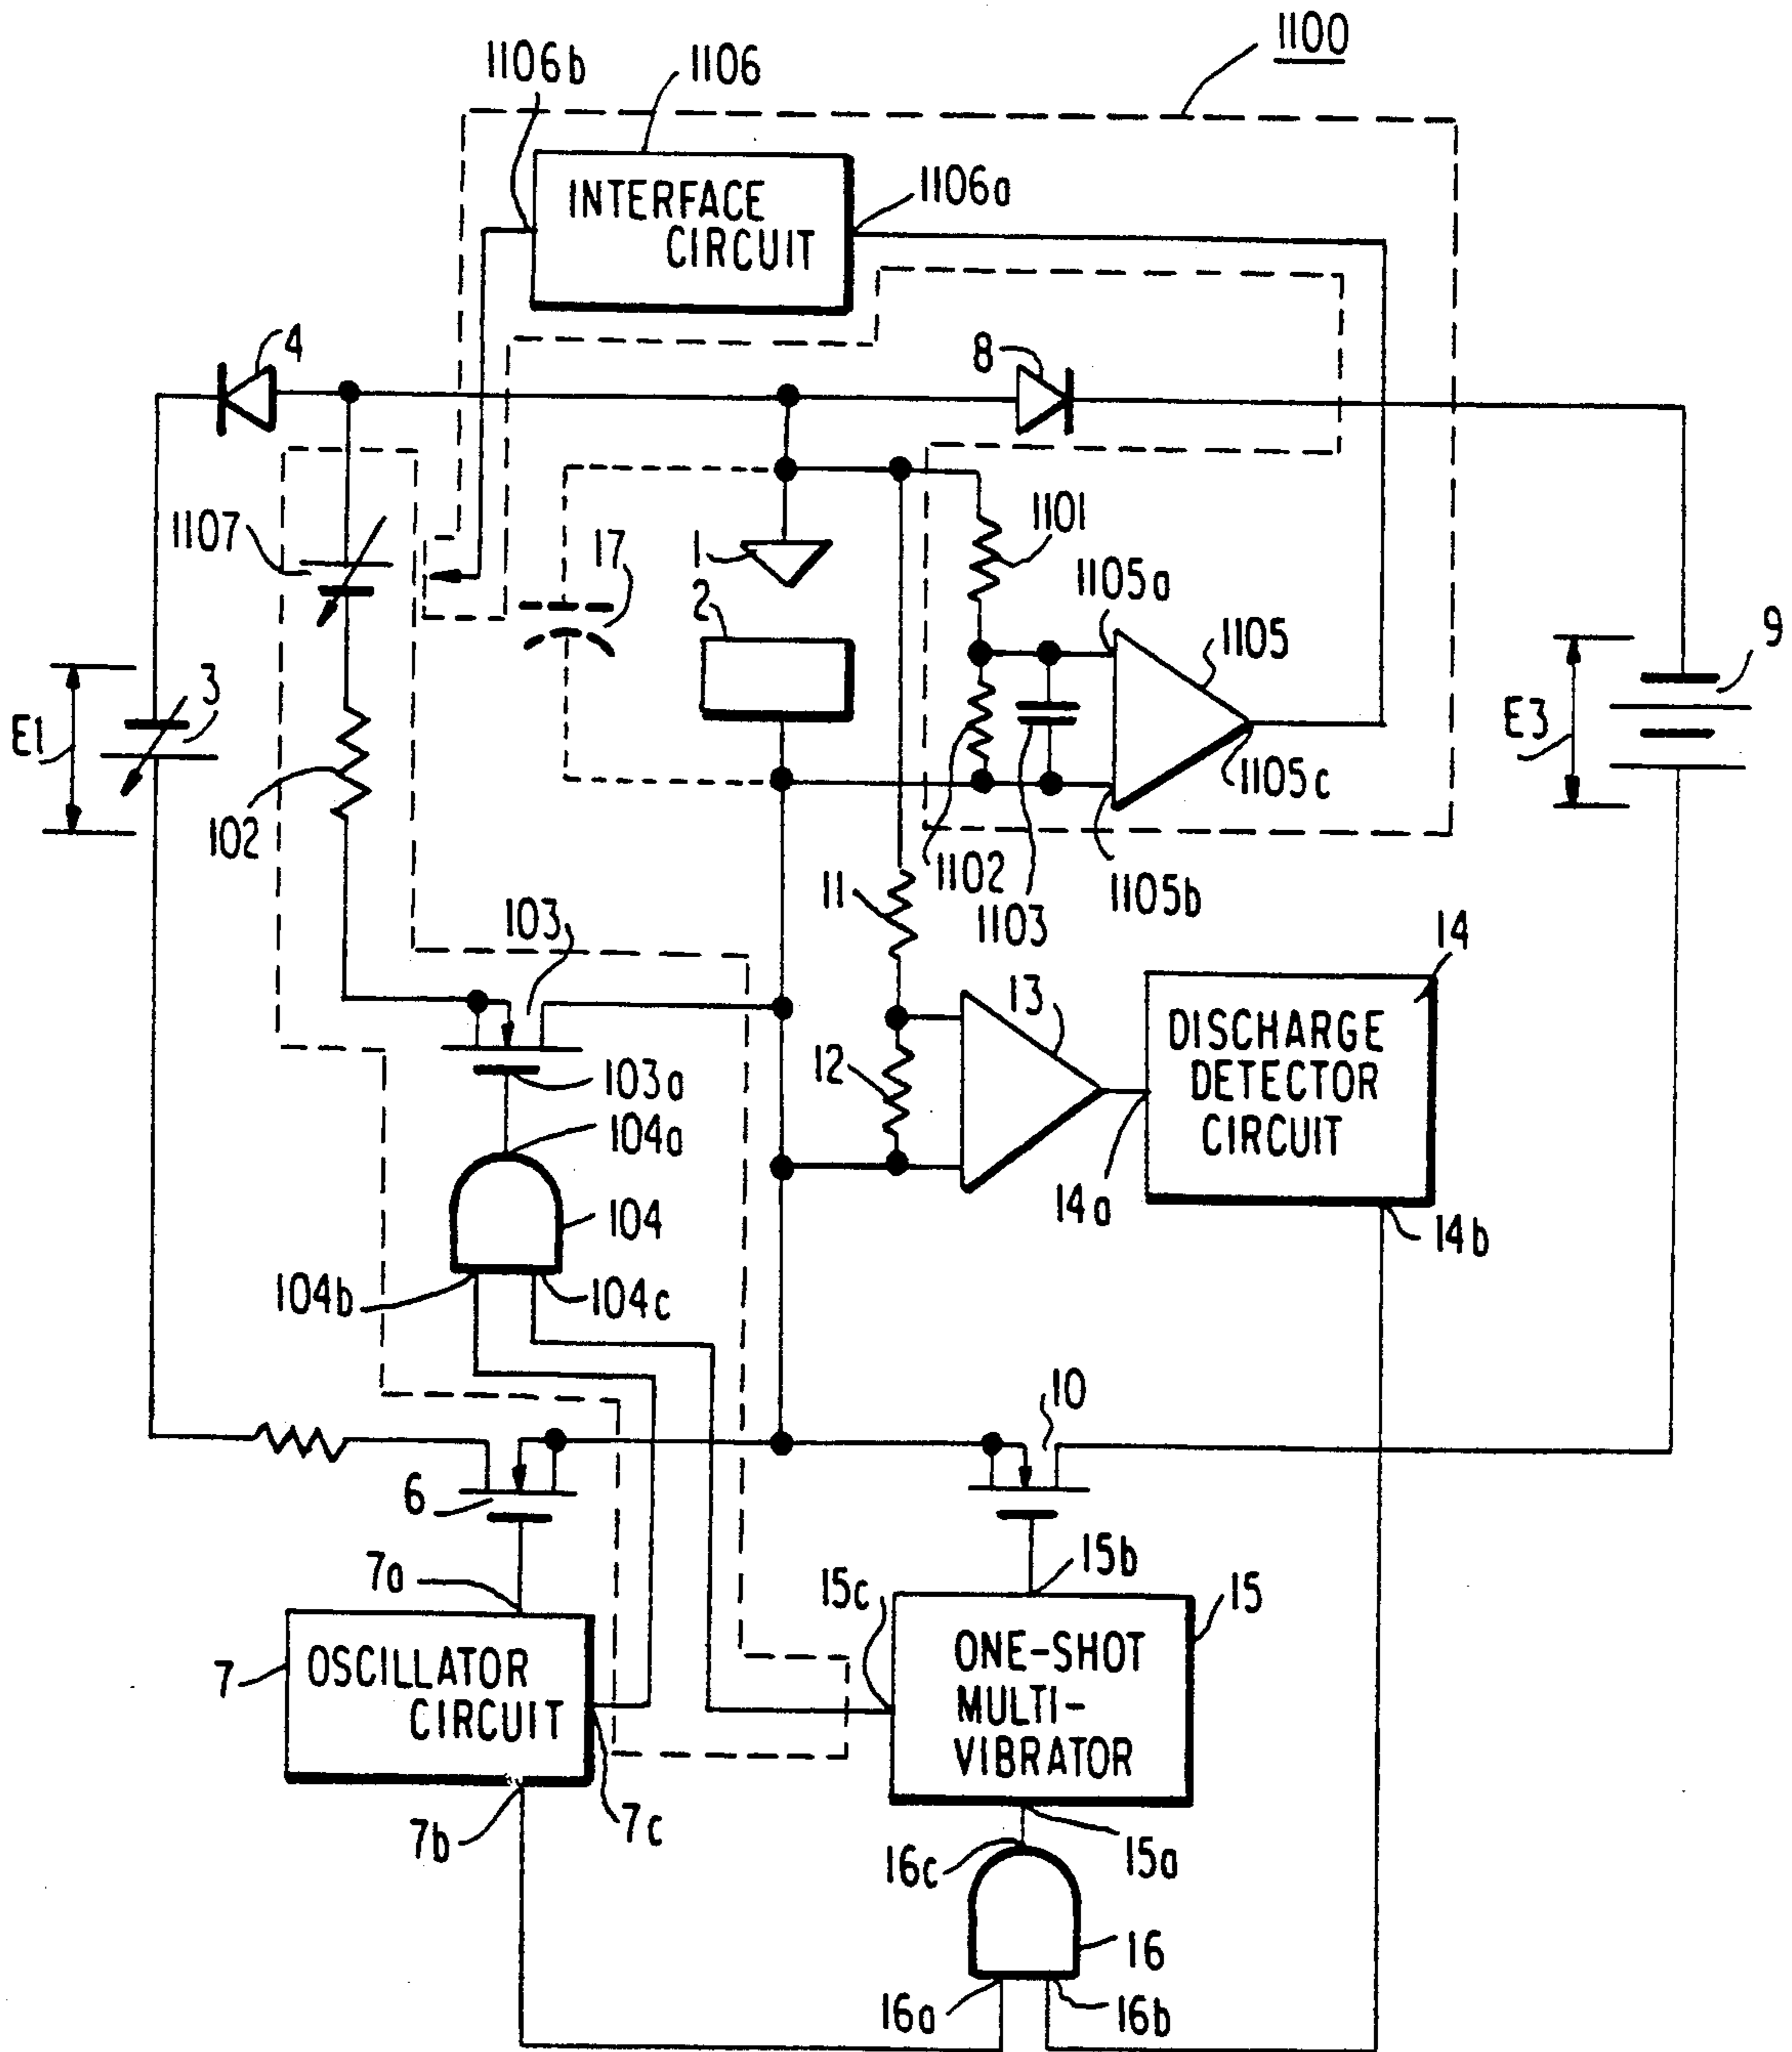 1100
1106b
1106
INTERFACE
CIRCUIT
1106a
4
8
1107
1101
1
17
1105a
2
1105
9
E1
3
E3
102
1105c
1102
1103
1105b
11
103
14
13
DISCHARGE
DETECTOR
CIRCUIT
12
103a
104a
104
14a
14b
104b
104c
10
6
7a
15b
15c
15
7
OSCILLATOR
CIRCUIT
ONE-SHOT
MULTI-
VIBRATOR
7b
7c
16c
15a
16
16a
16b